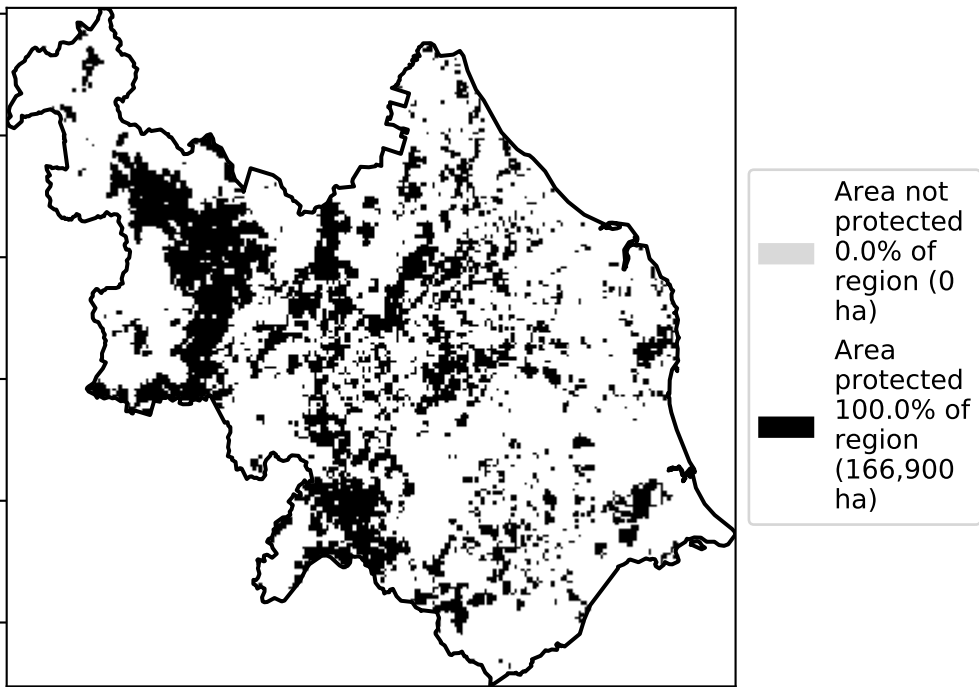 Area not
protected
0.0% of
region (0
ha)
Area
protected
100.0% of
region
(166,900
ha)